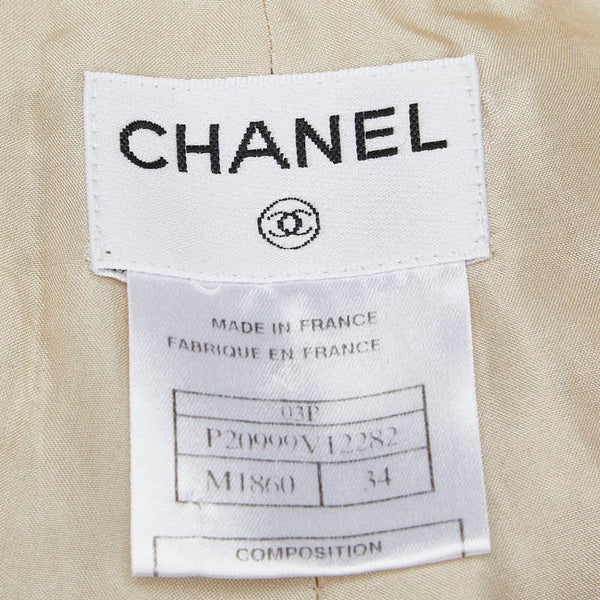 CHANEL
MADE IN FRANCE
FABRIQUE EN FRANCE
03P
P20999V12282
M1860 34
COMPOSITION